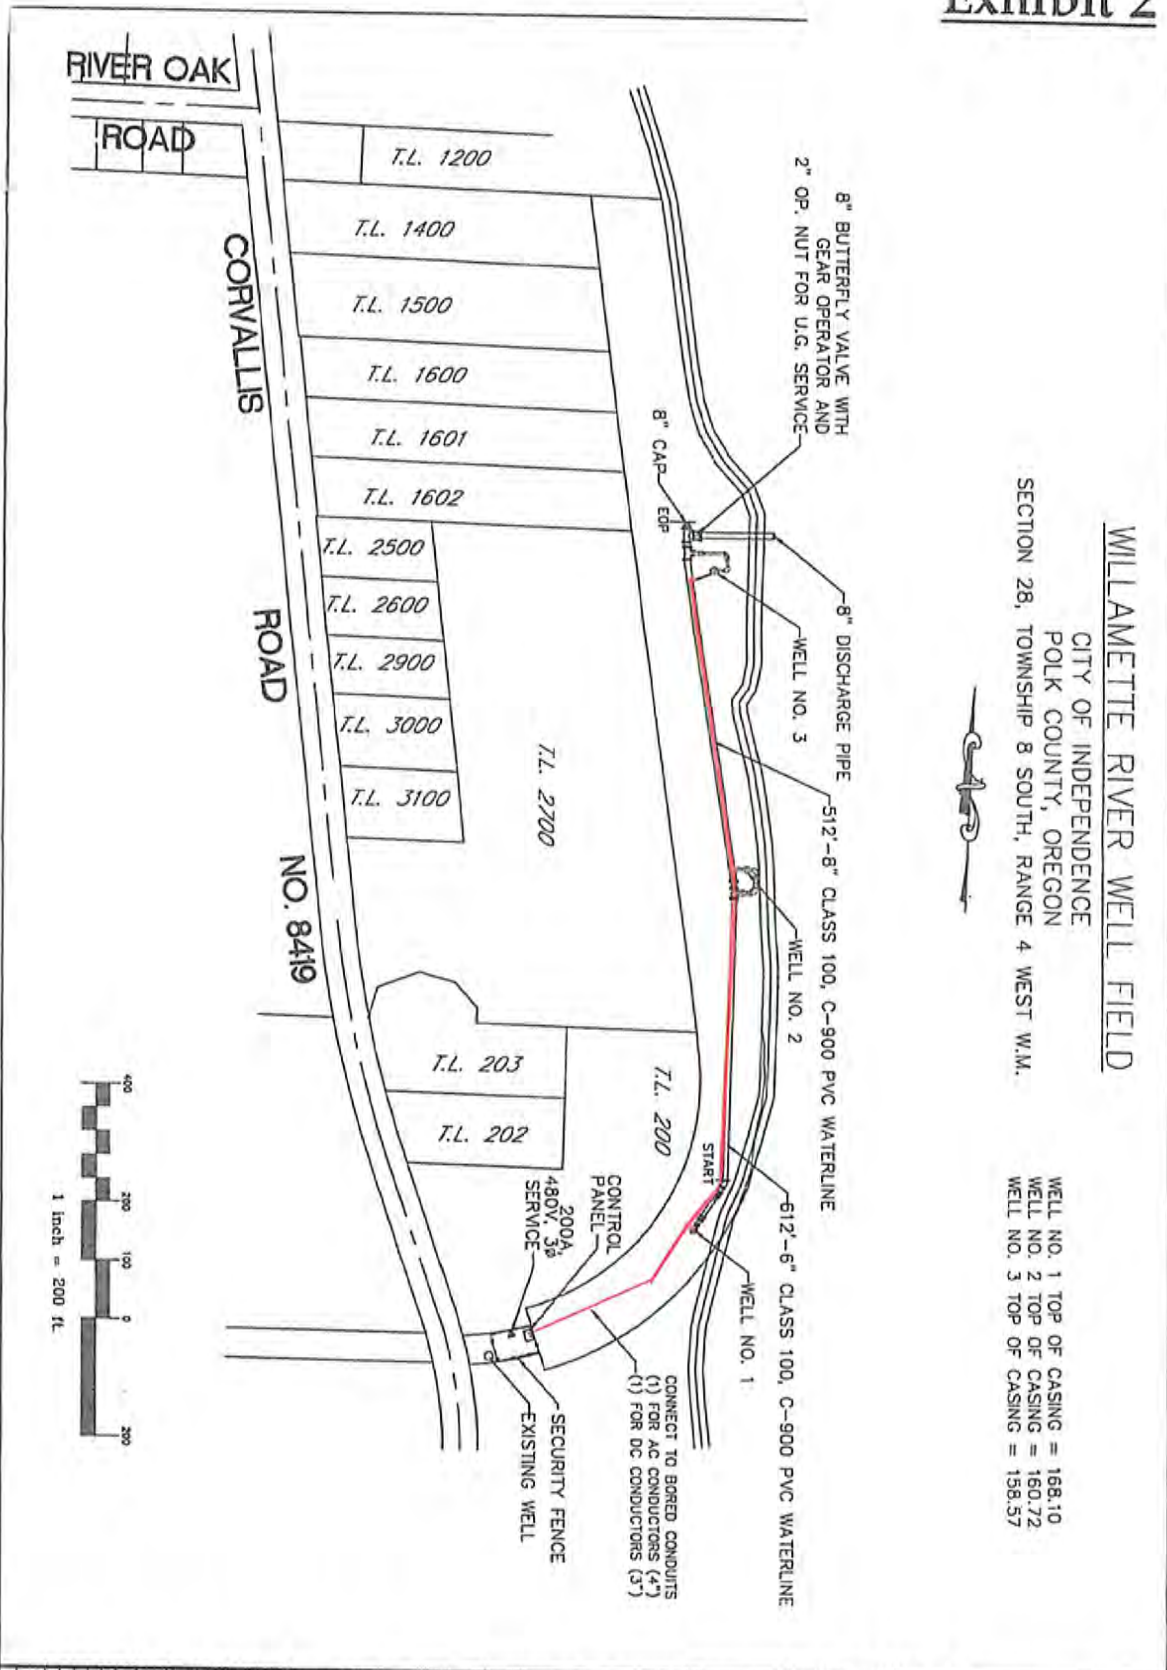 Exhibit 2
WILLAMETTE RIVER WELL FIELD
CITY OF INDEPENDENCE
POLK COUNTY, OREGON
SECTION 28, TOWNSHIP 8 SOUTH, RANGE 4 WEST W.M.
WELL NO. 1 TOP OF CASING = 168.10
WELL NO. 2 TOP OF CASING = 160.72
WELL NO. 3 TOP OF CASING = 158.57
8" BUTTERFLY VALVE WITH
GEAR OPERATOR AND
2" OP. NUT FOR U.G. SERVICE
8" CAP
EOP
8" DISCHARGE PIPE
WELL NO. 3
512'-8" CLASS 100, C-900 PVC WATERLINE
WELL NO. 2
612'-6" CLASS 100, C-900 PVC WATERLINE
START
WELL NO. 1
CONNECT TO BORED CONDUITS
(1) FOR AC CONDUCTORS (4")
(1) FOR DC CONDUCTORS (3")
CONTROL
PANEL
200A,
480V, 3ø
SERVICE
SECURITY FENCE
EXISTING WELL
RIVER OAK
ROAD
T.L. 1200
T.L. 1400
T.L. 1500
T.L. 1600
T.L. 1601
T.L. 1602
T.L. 2500
T.L. 2600
T.L. 2900
T.L. 3000
T.L. 3100
T.L. 2700
T.L. 203
T.L. 202
T.L. 200
CORVALLIS
ROAD
NO. 8419
400
200
100
0
200
1 inch = 200 ft.